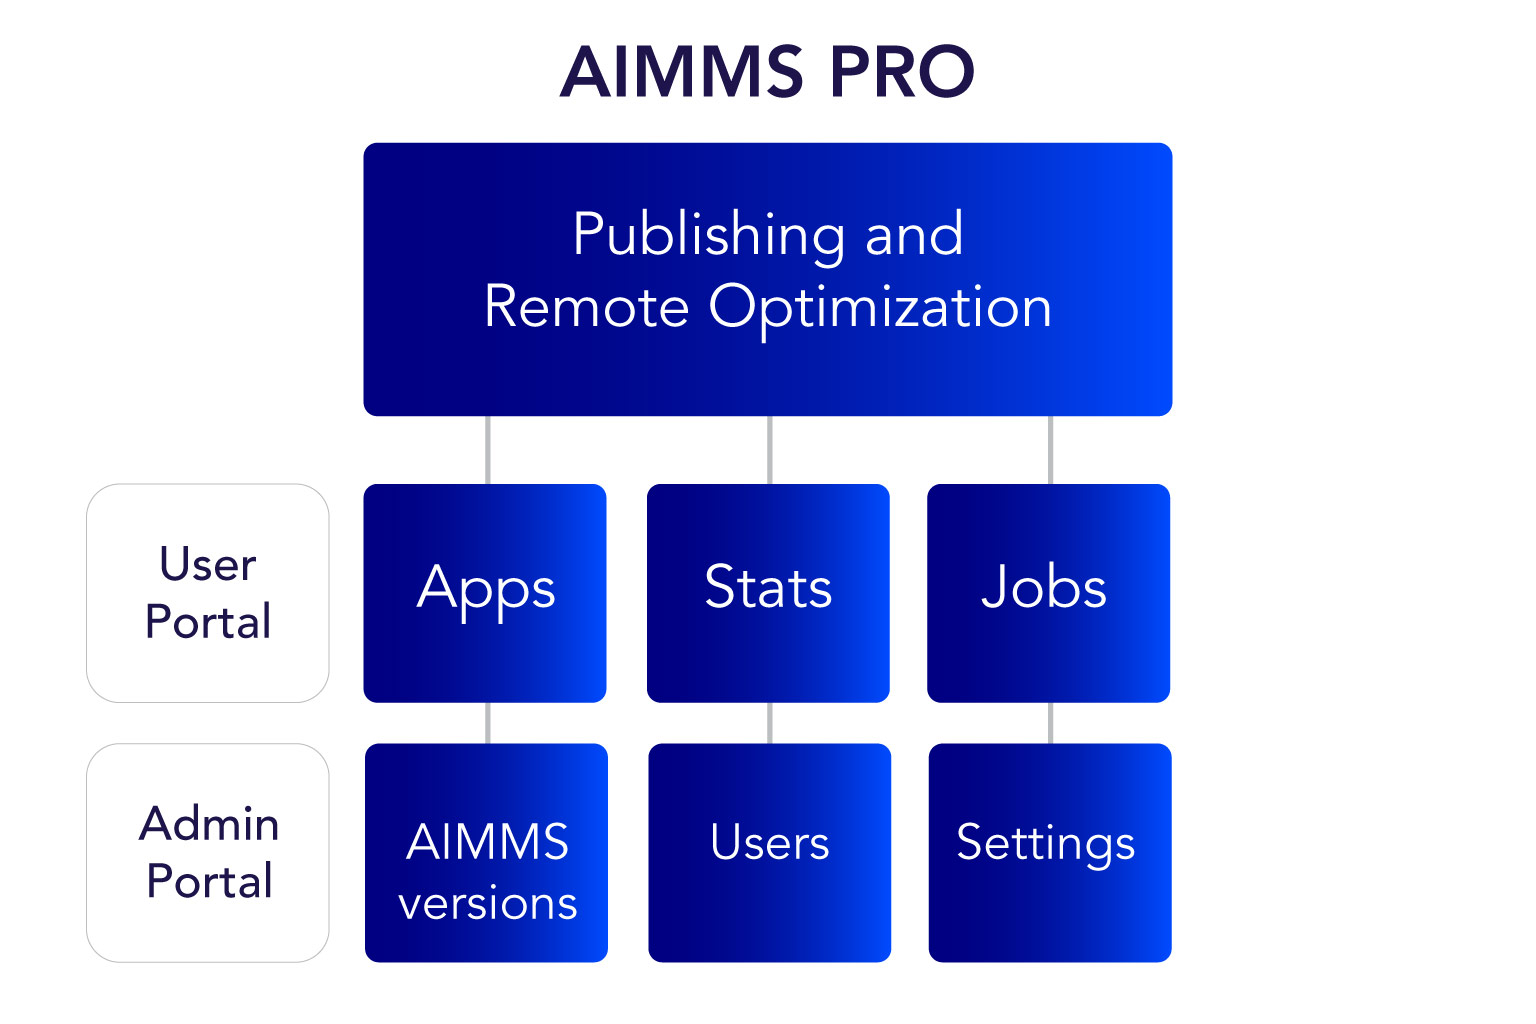 AIMMS PRO
Publishing and
Remote Optimization
User
Portal
Apps
Stats
Jobs
Admin
Portal
AIMMS
versions
Users
Settings